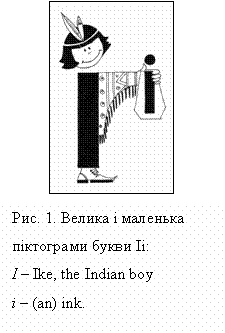 Рис. 1. Велика і маленька
піктограми букви Ii:
I – Ike, the Indian boy
i – (an) ink.